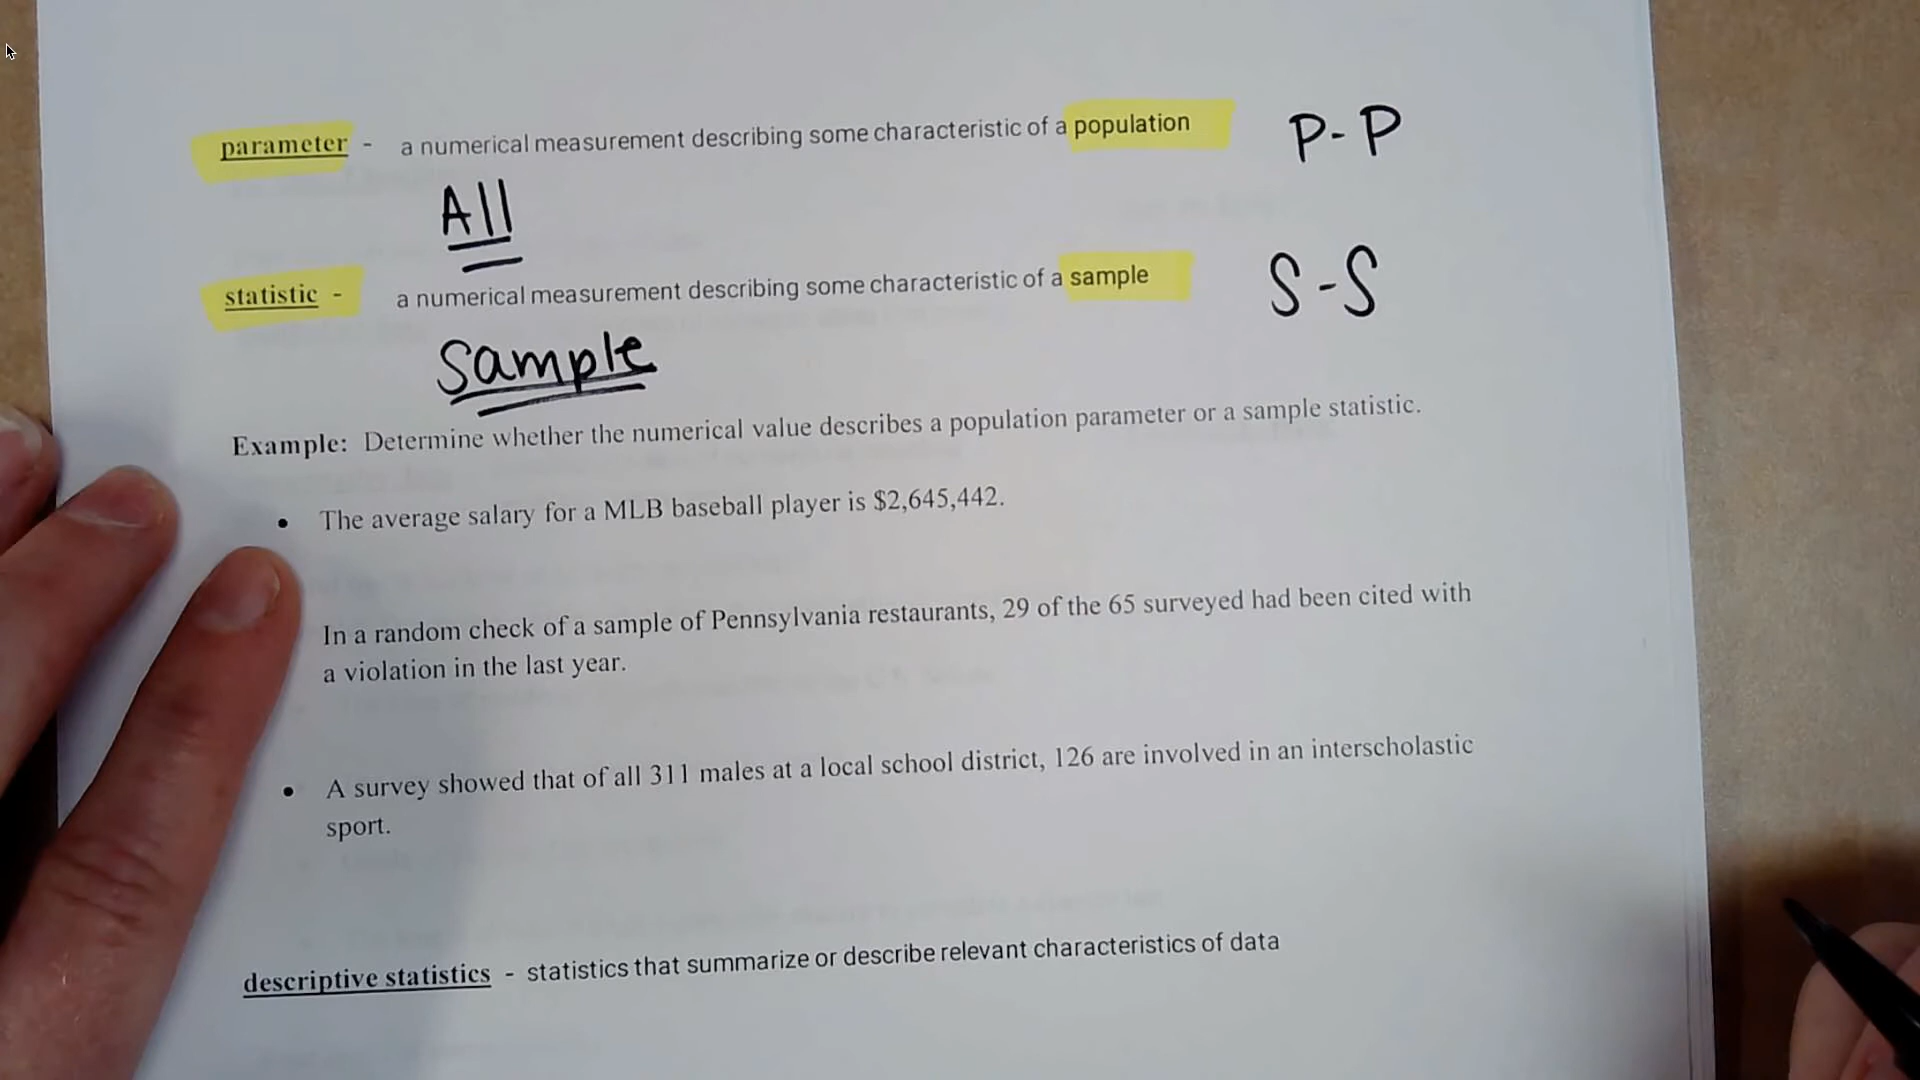 parameter - a numerical measurement describing some characteristic of a population P-P
All
statistic - a numerical measurement describing some characteristic of a sample S-S
Sample
Example: Determine whether the numerical value describes a population parameter or a sample statistic.
• The average salary for a MLB baseball player is $2,645,442.
In a random check of a sample of Pennsylvania restaurants, 29 of the 65 surveyed had been cited with
a violation in the last year.
• A survey showed that of all 311 males at a local school district, 126 are involved in an interscholastic
sport.
descriptive statistics - statistics that summarize or describe relevant characteristics of data